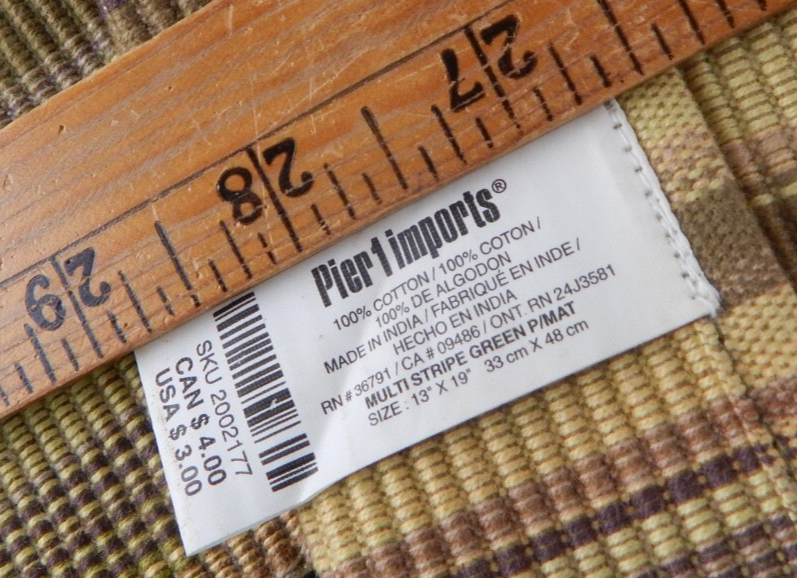 27
28
29
Pier 1 imports®
100% COTTON / 100% COTON /
100% DE ALGODON
MADE IN INDIA / FABRIQUÉ EN INDE /
HECHO EN INDIA
RN # 36791 / CA # 09486 / ONT. RN 24J3581
MULTI STRIPE GREEN P/MAT
SIZE : 13" X 19" 33 cm X 48 cm
SKU 2002177
CAN $ 4.00
USA $ 3.00